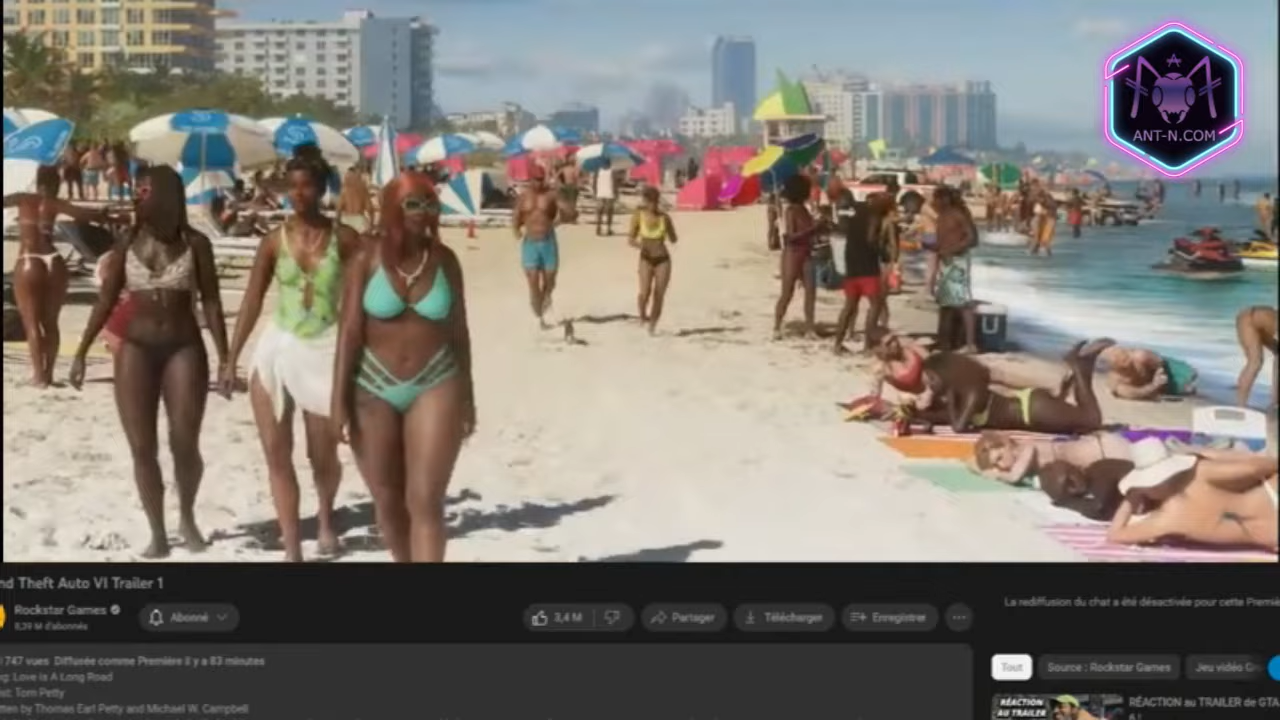 ANT-N.COM
nd Theft Auto VI Trailer 1
Rockstar Games
8,39 M d'abonnés
Abonné
3,4 M
Partager
Télécharger
Enregistrer
La rediffusion du chat a été désactivée pour cette Premiè
747 vues Diffusée comme Première il y a 83 minutes
g: Love Is A Long Road
ist: Tom Petty
tten by Thomas Earl Petty and Michael W. Campbell
Tout
Source : Rockstar Games
Jeu vidéo G
RÉACTION
AU TRAILER
RÉACTION au TRAILER de GTA
6 !